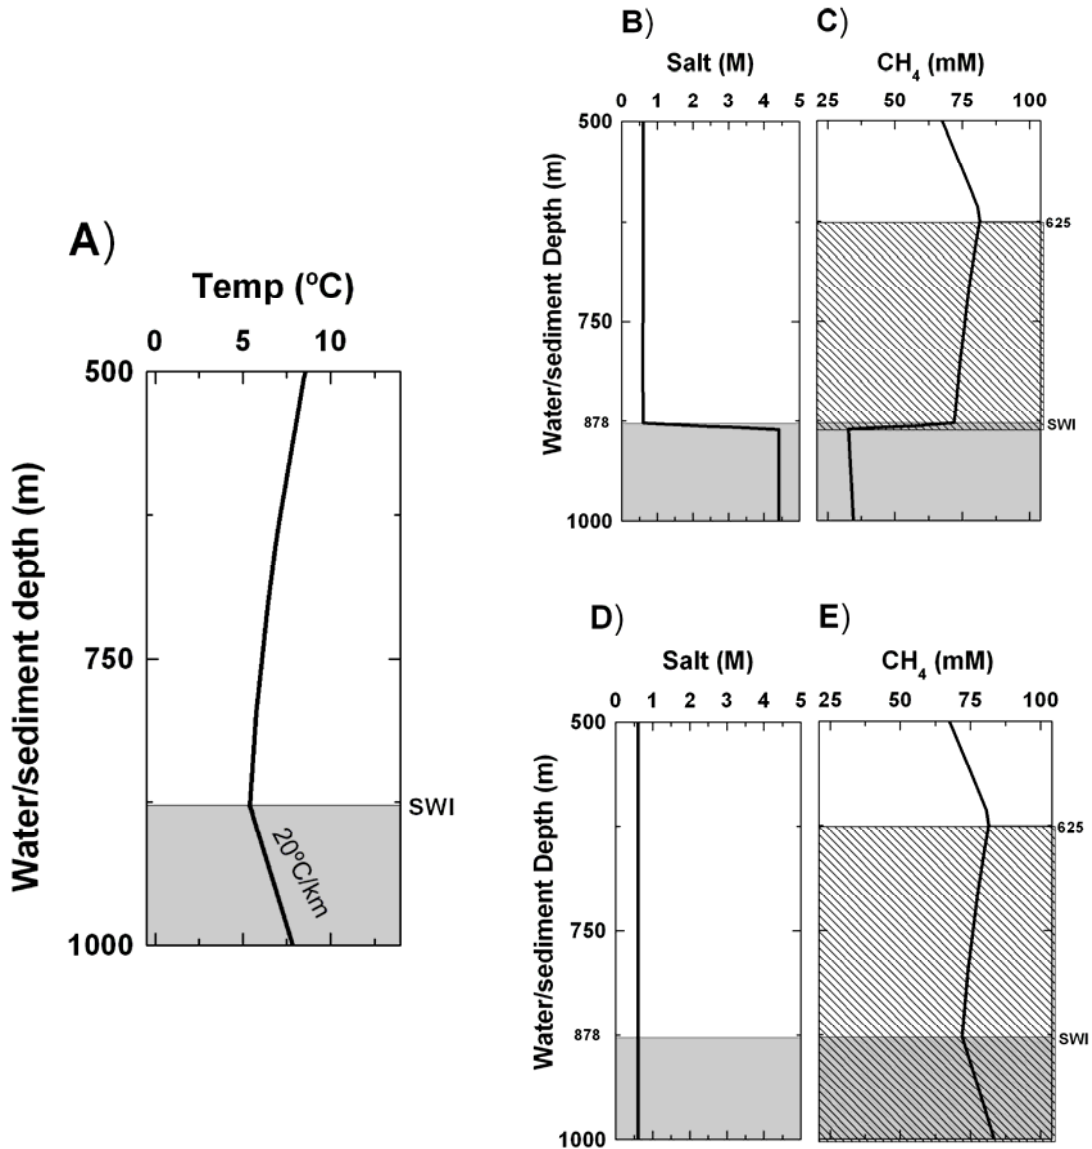 A)
Temp (ºC)
0 5 10
500
750
1000
Water/sediment depth (m)
SWI
20ºC/km
B)
Salt (M)
0 1 2 3 4 5
500
750
878
1000
Water/sediment Depth (m)
C)
CH4 (mM)
25 50 75 100
625
SWI
D)
Salt (M)
0 1 2 3 4 5
500
750
878
1000
Water/sediment Depth (m)
E)
CH4 (mM)
25 50 75 100
625
SWI